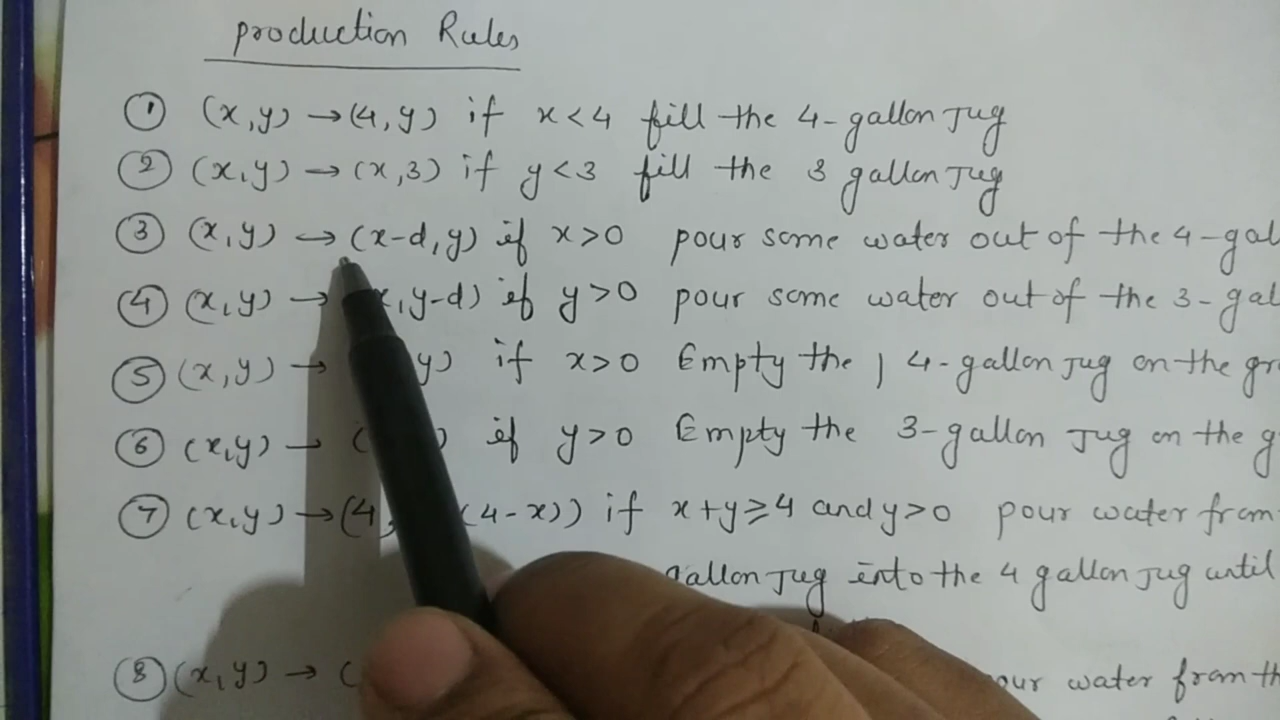 production Rules
① (x,y) → (4,y) if x<4 fill the 4-gallon Jug
② (x,y) → (x,3) if y<3 fill the 3 gallon Jug
③ (x,y) → (x-d,y) if x>0 pour some water out of the 4-gal
④ (x,y) → ,y-d) if y>0 pour some water out of the 3-gal
⑤ (x,y) → y) if x>0 Empty the 4-gallon Jug on the gr
⑥ (x,y) → ( ) if y>0 Empty the 3-gallon Jug on the g
⑦ (x,y) → (4, (4-x)) if x+y≥4 and y>0 pour water from
gallon Jug into the 4 gallon Jug until
⑧ (x,y) → ( our water from th